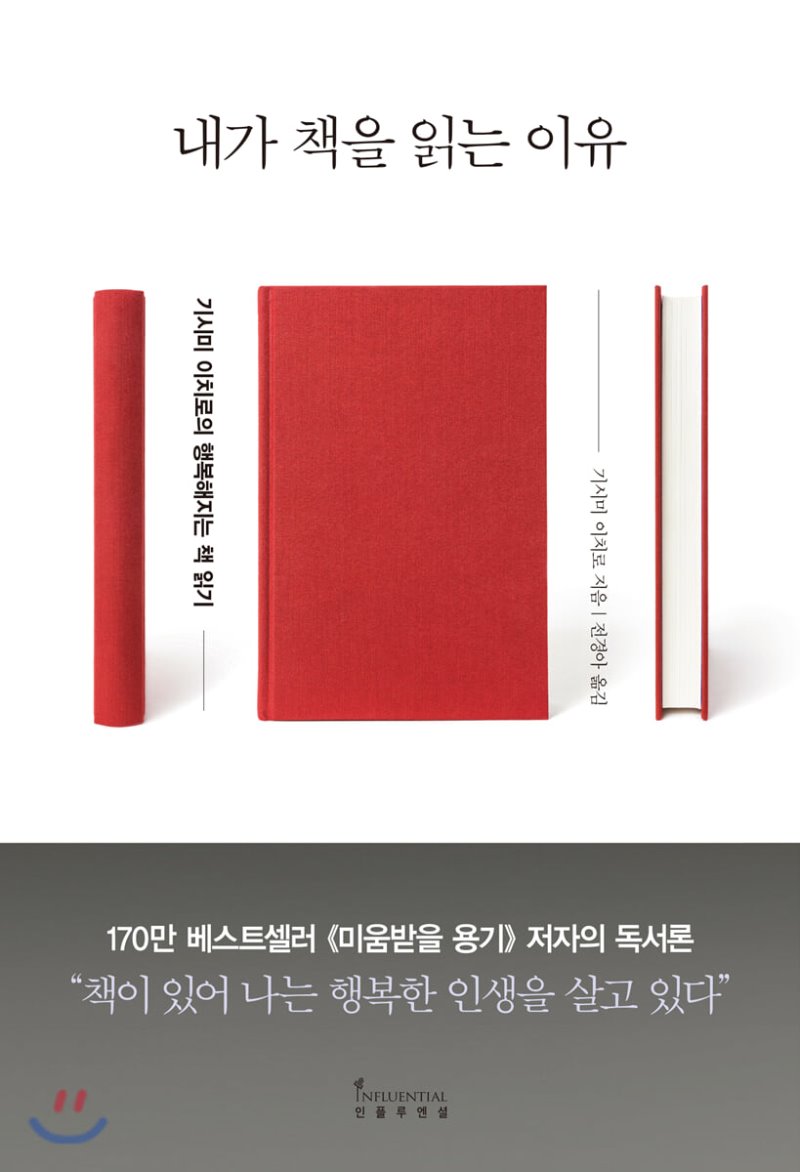 내가 책을 읽는 이유
기시미 이치로의 행복해지는 책 읽기
기시미 이치로 지음 | 전경아 옮김
170만 베스트셀러 《미움받을 용기》 저자의 독서론
“책이 있어 나는 행복한 인생을 살고 있다”
INFLUENTIAL
인플루엔셜